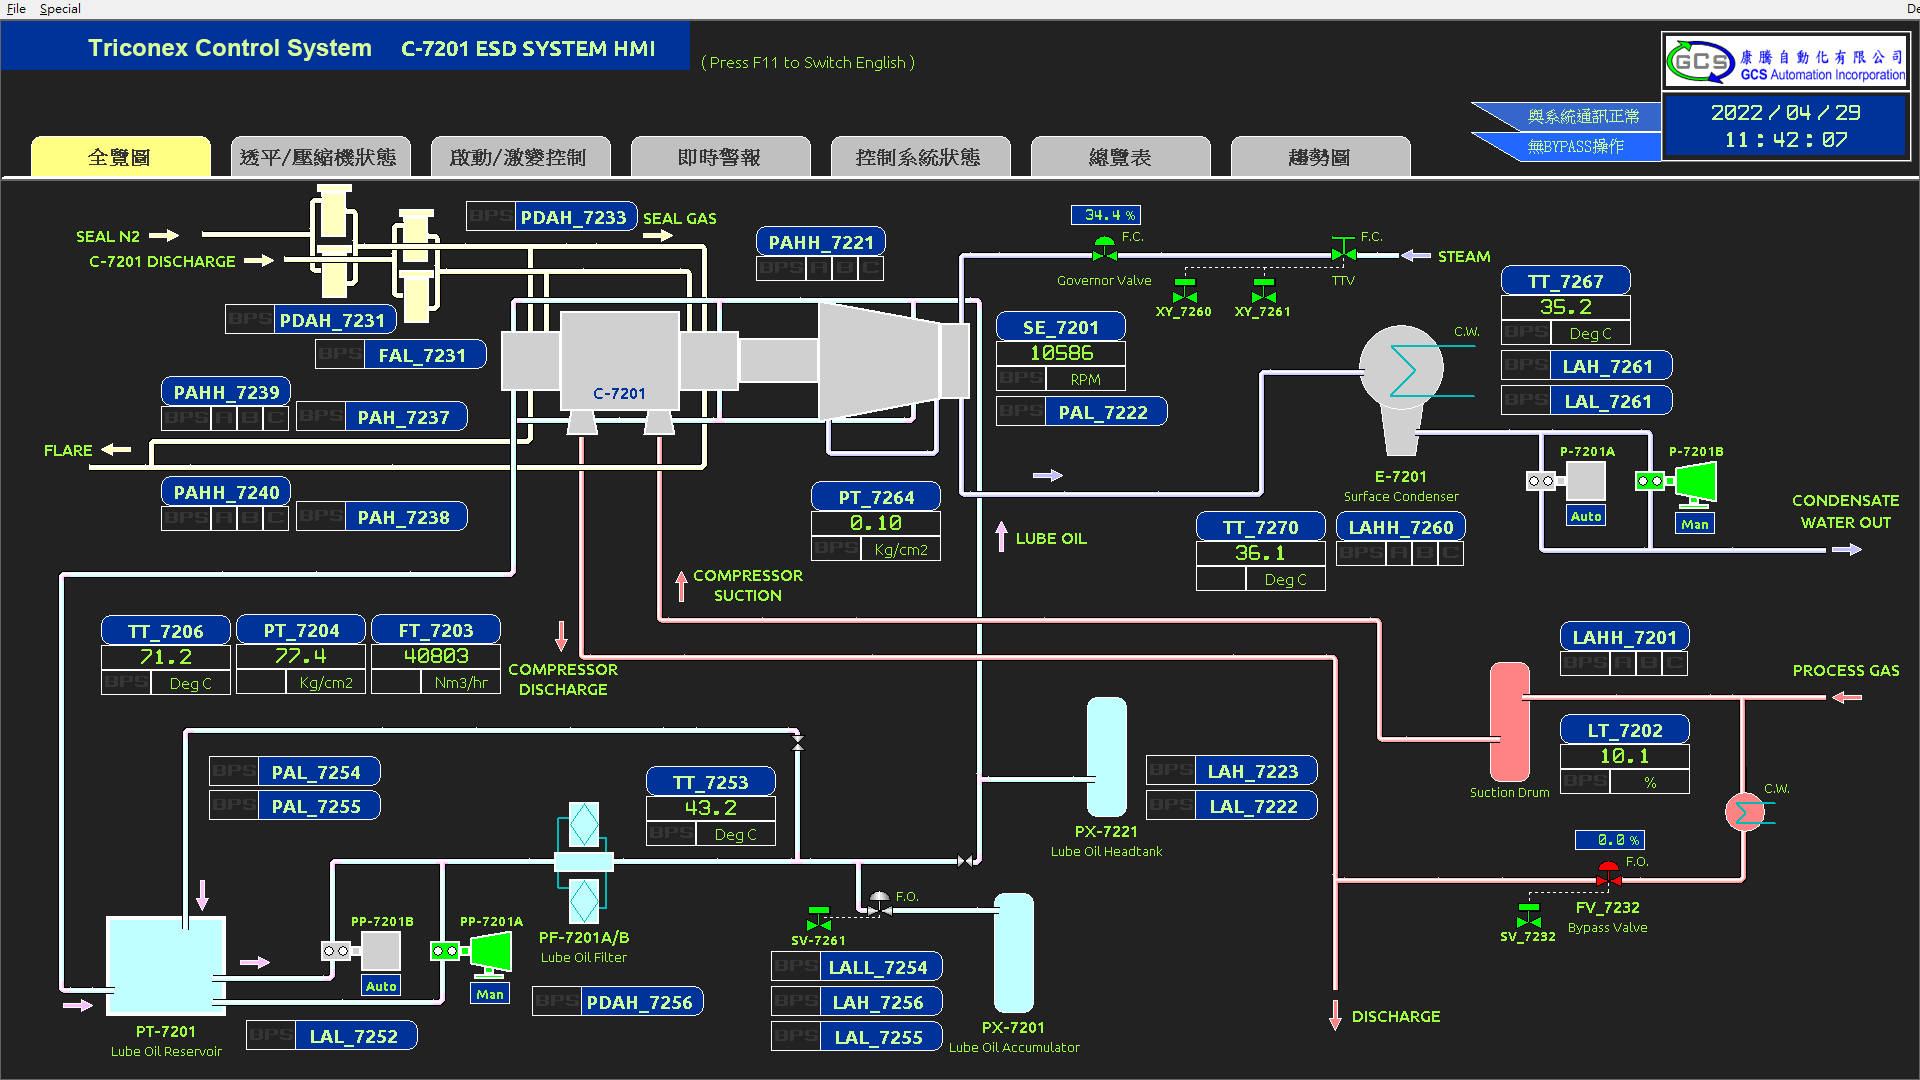 File Special
De
Triconex Control System C-7201 ESD SYSTEM HMI
( Press F11 to Switch English )
GCS 康騰自動化有限公司
GCS Automation Incorporation
與系統通訊正常
無BYPASS操作
2022/04/29
11:42:07
全覽圖 透平/壓縮機狀態 啟動/激變控制 即時警報 控制系統狀態 總覽表 趨勢圖
SEAL N2
C-7201 DISCHARGE
BPS PDAH_7233
SEAL GAS
PAHH_7221
BPS A B C
34.4 %
F.C.
Governor Valve
F.C.
TTV
STEAM
XY_7260
XY_7261
TT_7267
35.2
BPS Deg C
BPS LAH_7261
BPS LAL_7261
BPS PDAH_7231
BPS FAL_7231
C-7201
SE_7201
10586
BPS RPM
BPS PAL_7222
C.W.
E-7201
Surface Condenser
PAHH_7239
BPS A B C
BPS PAH_7237
FLARE
PAHH_7240
BPS A B C
BPS PAH_7238
P-7201A
Auto
P-7201B
Man
CONDENSATE
WATER OUT
PT_7264
0.10
BPS Kg/cm2
LUBE OIL
TT_7270
36.1
Deg C
LAHH_7260
BPS A B C
COMPRESSOR
SUCTION
TT_7206
71.2
BPS Deg C
PT_7204
77.4
Kg/cm2
FT_7203
40803
Nm3/hr
COMPRESSOR
DISCHARGE
LAHH_7201
BPS A B C
PROCESS GAS
LT_7202
10.1
BPS %
Suction Drum
C.W.
BPS PAL_7254
BPS PAL_7255
TT_7253
43.2
BPS Deg C
PX-7221
Lube Oil Headtank
BPS LAH_7223
BPS LAL_7222
0.0 %
F.O.
FV_7232
Bypass Valve
SV_7232
PP-7201B
Auto
PP-7201A
Man
PF-7201A/B
Lube Oil Filter
BPS PDAH_7256
F.O.
SV-7261
BPS LALL_7254
BPS LAH_7256
BPS LAL_7255
PX-7201
Lube Oil Accumulator
DISCHARGE
PT-7201
Lube Oil Reservoir
BPS LAL_7252